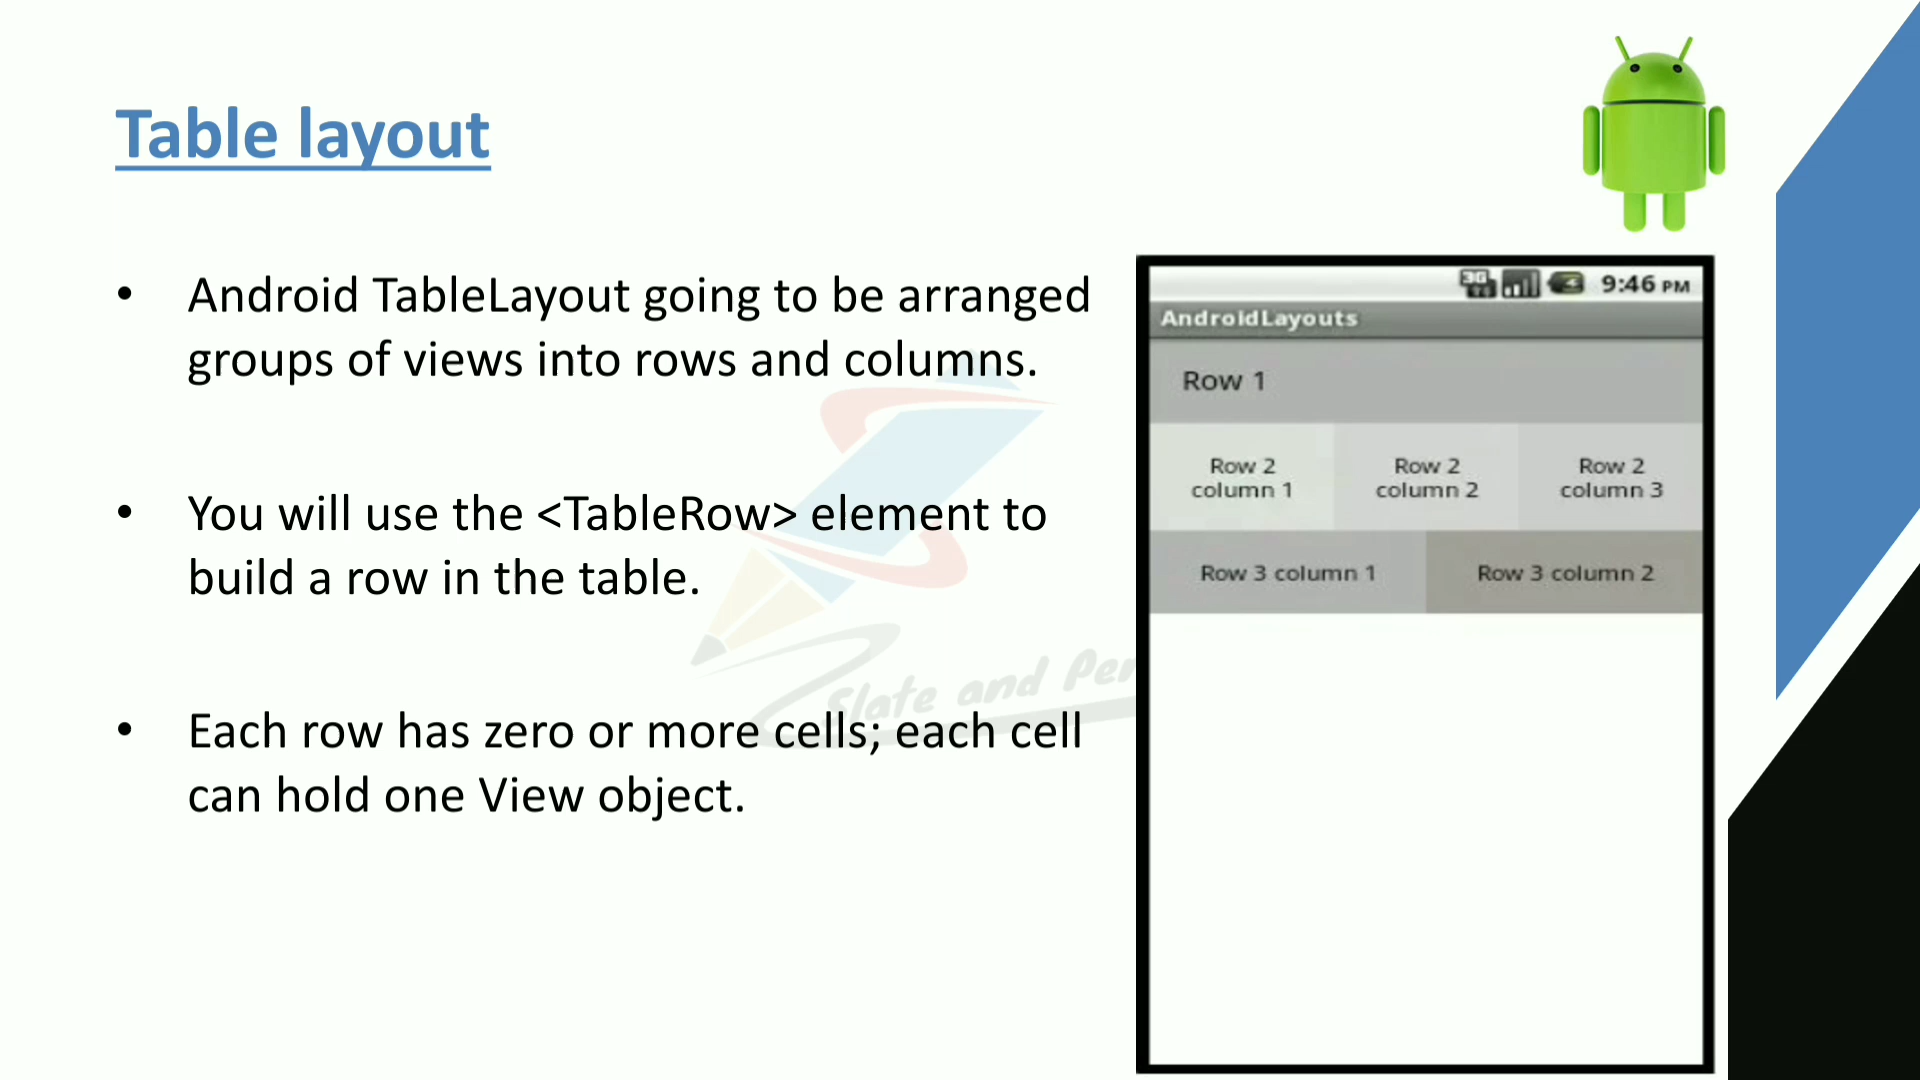 Table layout
• Android TableLayout going to be arranged
groups of views into rows and columns.
• You will use the <TableRow> element to
build a row in the table.
• Each row has zero or more cells; each cell
can hold one View object.
Slate and
3G
9:46 PM
AndroidLayouts
Row 1
Row 2
column 1
Row 2
column 2
Row 2
column 3
Row 3 column 1
Row 3 column 2